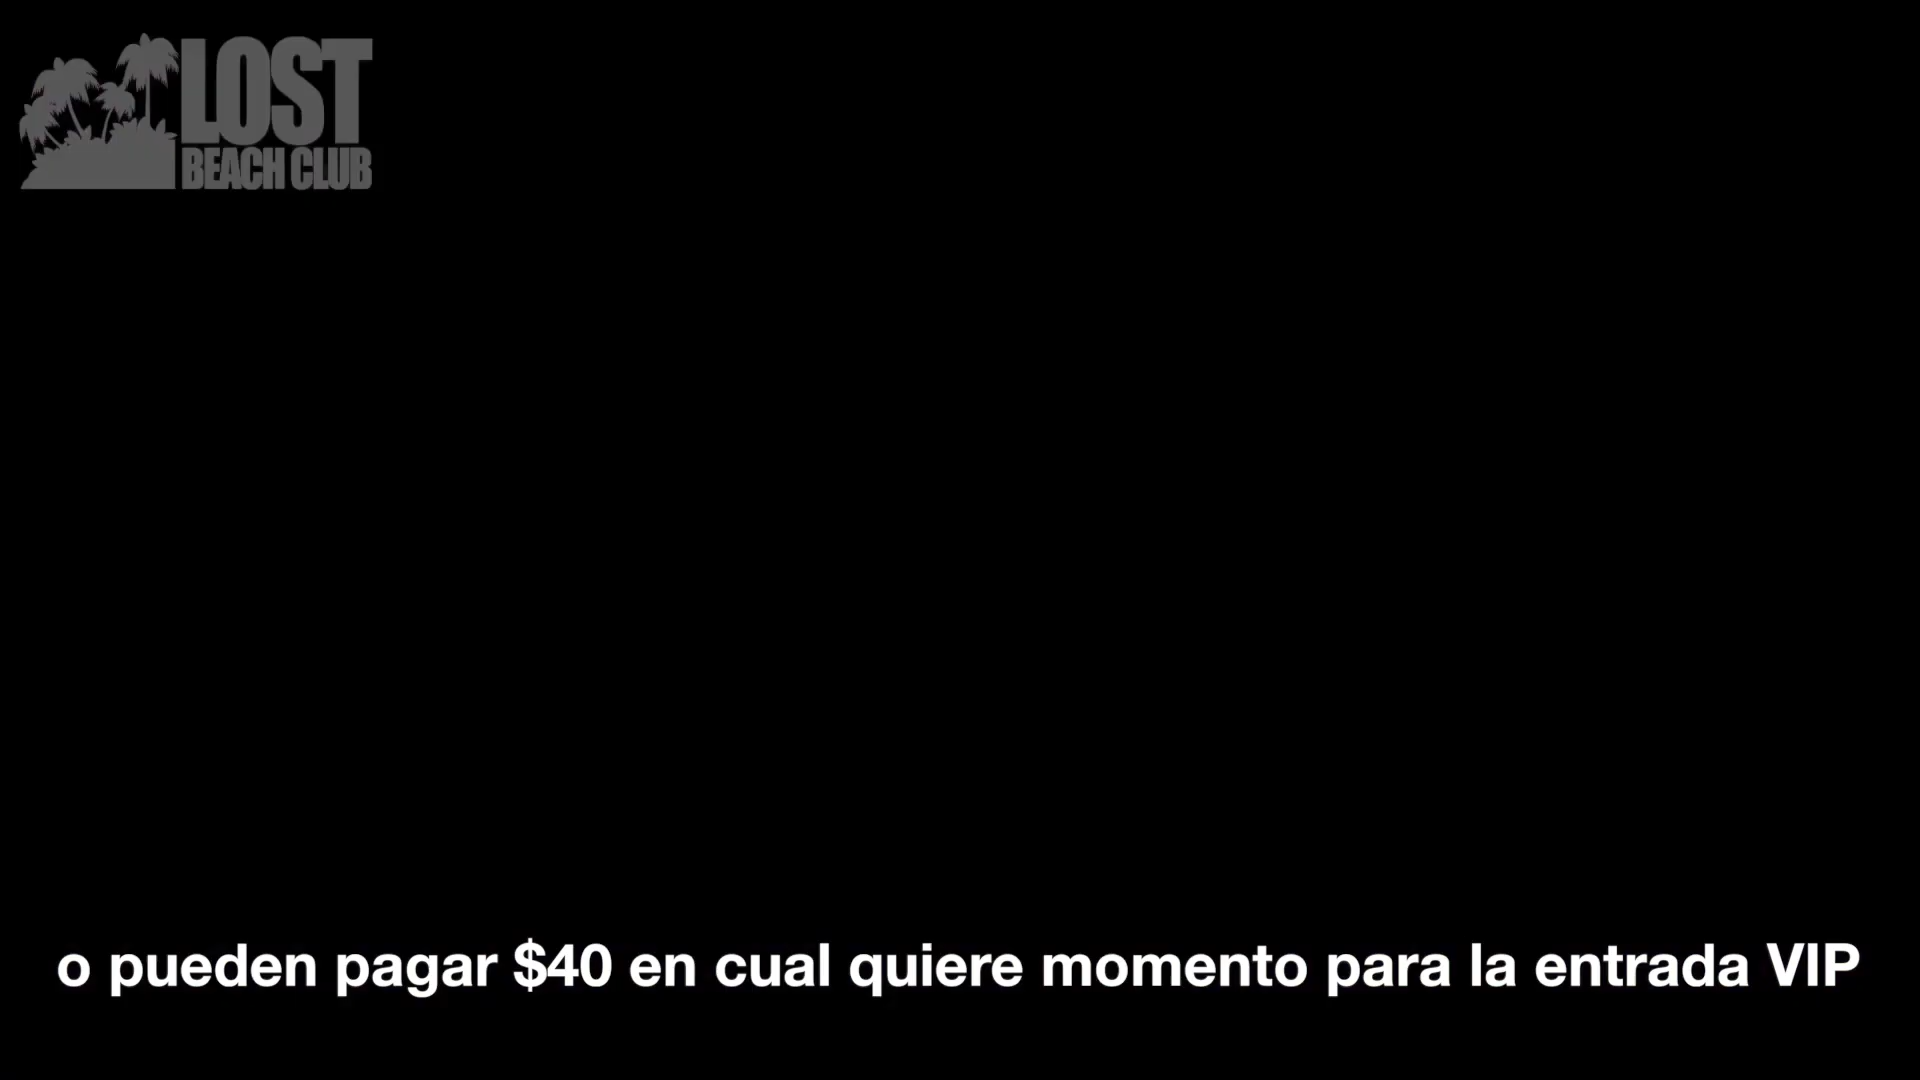 LOST
BEACH CLUB
o pueden pagar $40 en cual quiere momento para la entrada VIP